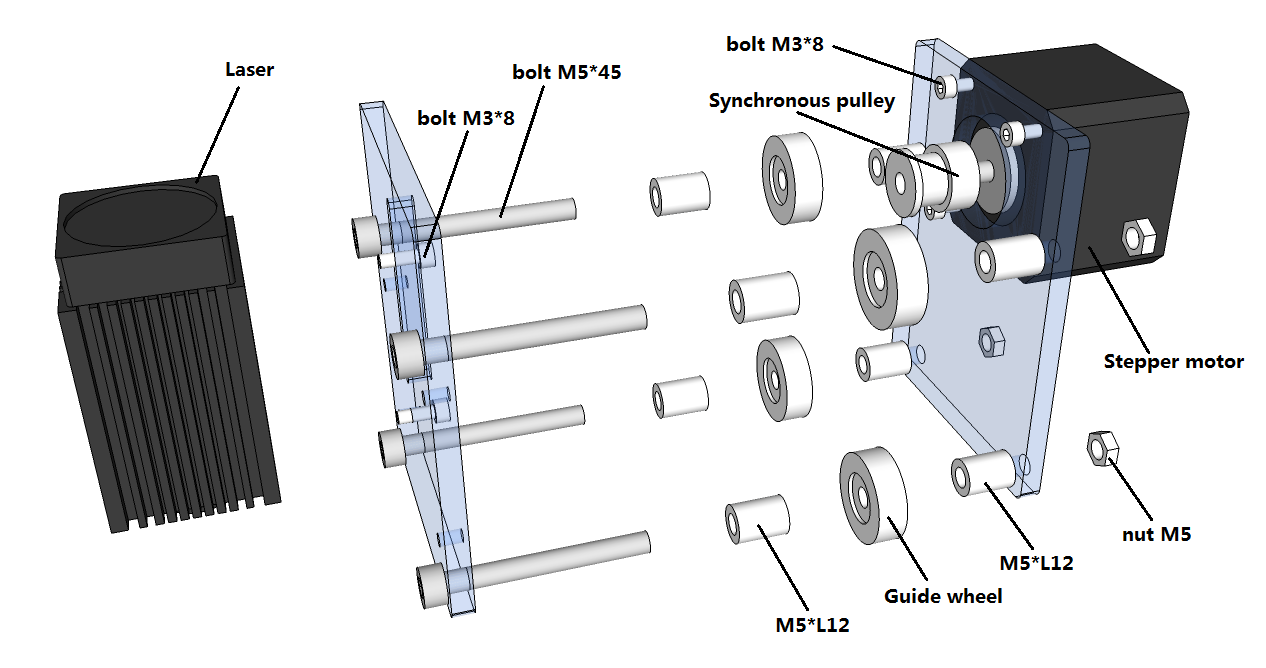 bolt M3*8
Laser
bolt M5*45
Synchronous pulley
bolt M3*8
Stepper motor
nut M5
M5*L12
Guide wheel
M5*L12